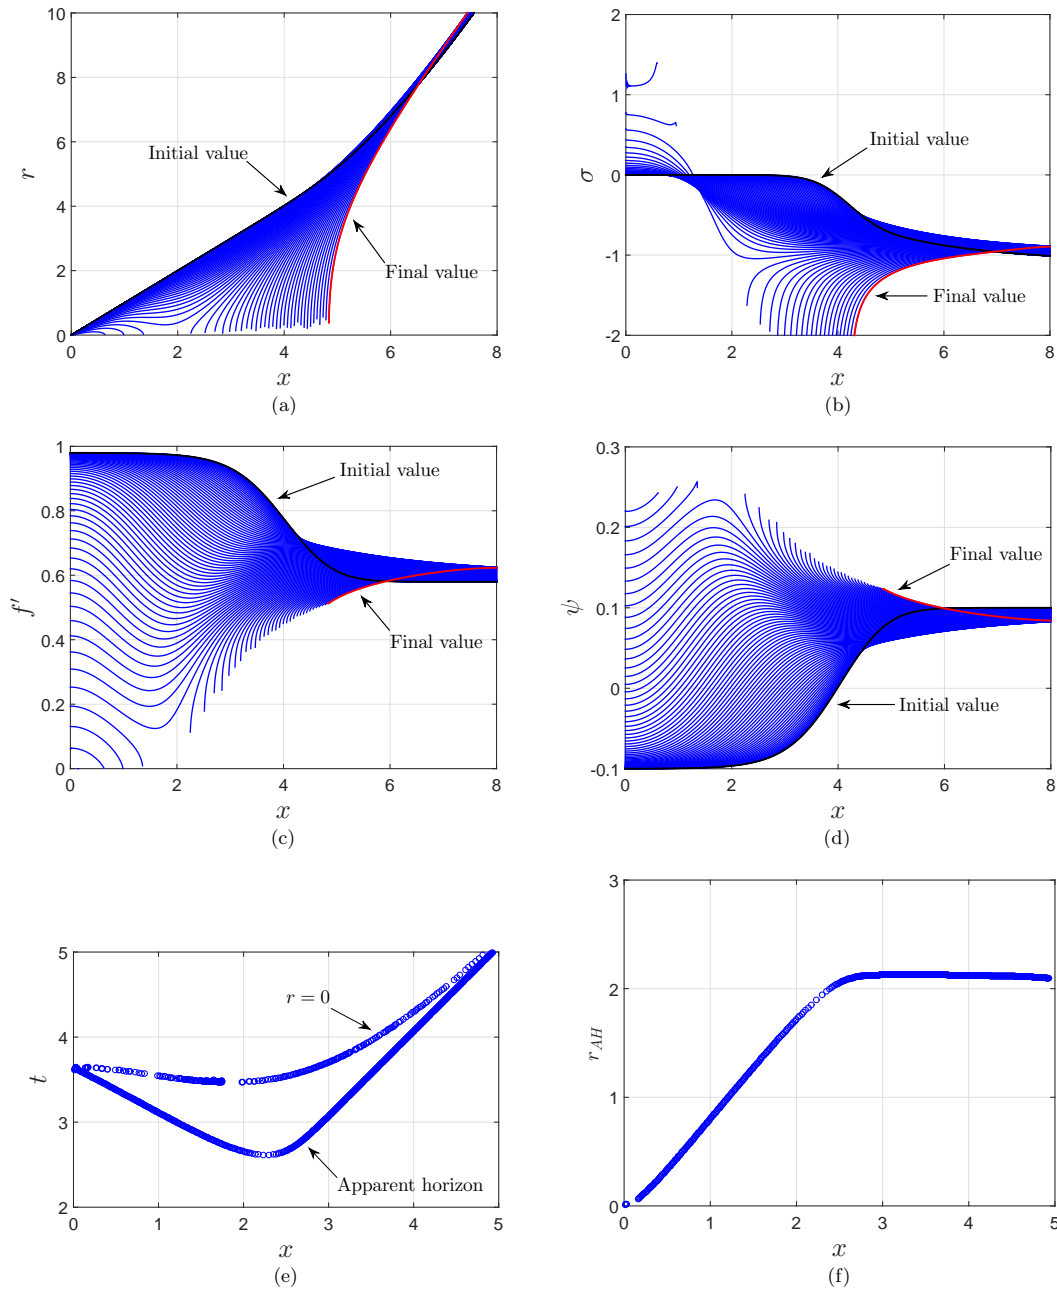 10
8
6
4
2
0
r
Initial value
Final value
0 2 4 6 8
x
(a)
2
1
0
-1
-2
σ
Initial value
Final value
0 2 4 6 8
x
(b)
1
0.8
0.6
0.4
0.2
0
f′
Initial value
Final value
0 2 4 6 8
x
(c)
0.3
0.2
0.1
0
-0.1
ψ
Final value
Initial value
0 2 4 6 8
x
(d)
5
4
3
2
t
r = 0
Apparent horizon
0 1 2 3 4 5
x
(e)
3
2
1
0
r_AH
0 1 2 3 4 5
x
(f)